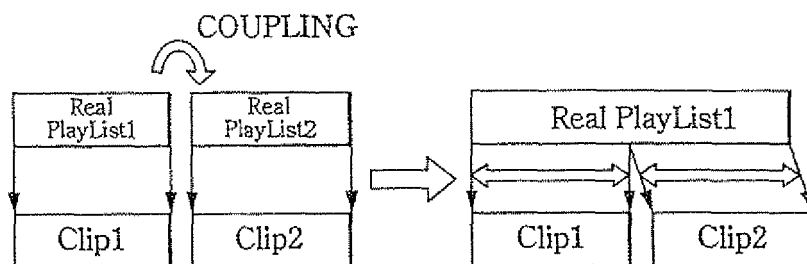 COUPLING
Real
PlayList1
Real
PlayList2
Real PlayList1
Clip1
Clip2
Clip1
Clip2